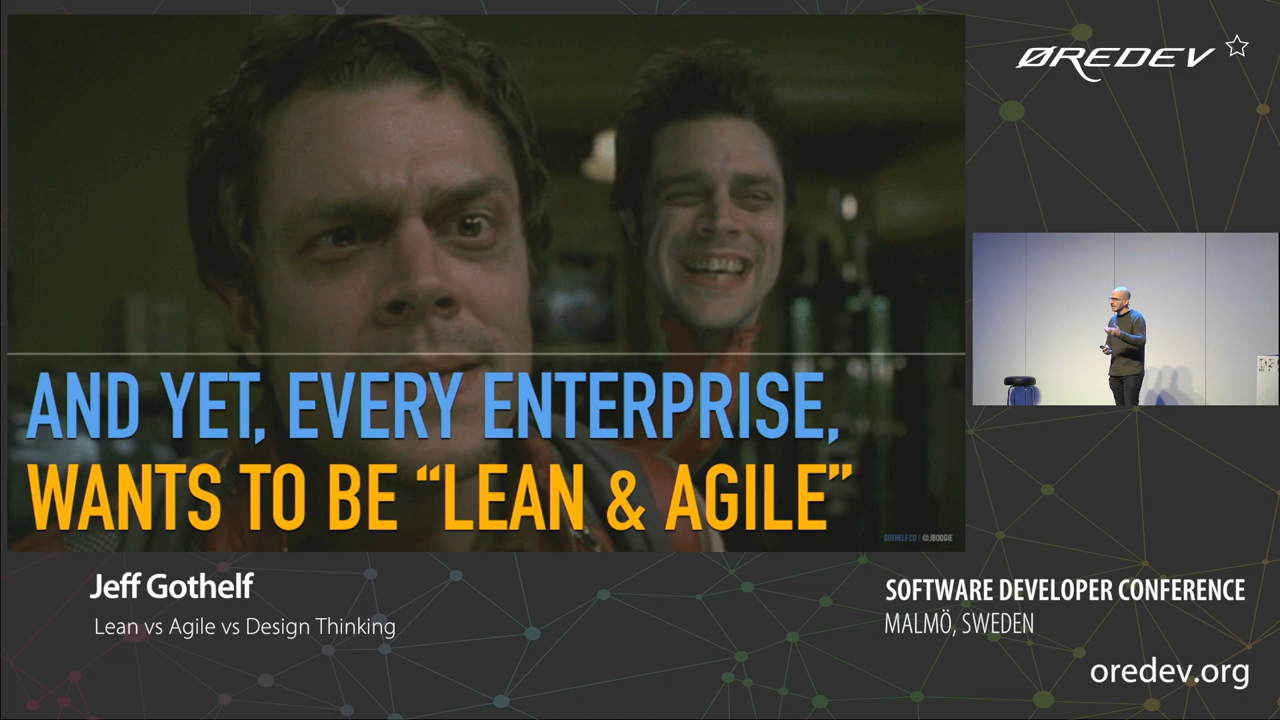 ØREDEV
AND YET, EVERY ENTERPRISE,
WANTS TO BE “LEAN & AGILE”
GOTHELF.CO / @JBOOGIE
Jeff Gothelf
Lean vs Agile vs Design Thinking
SOFTWARE DEVELOPER CONFERENCE
MALMÖ, SWEDEN
oredev.org